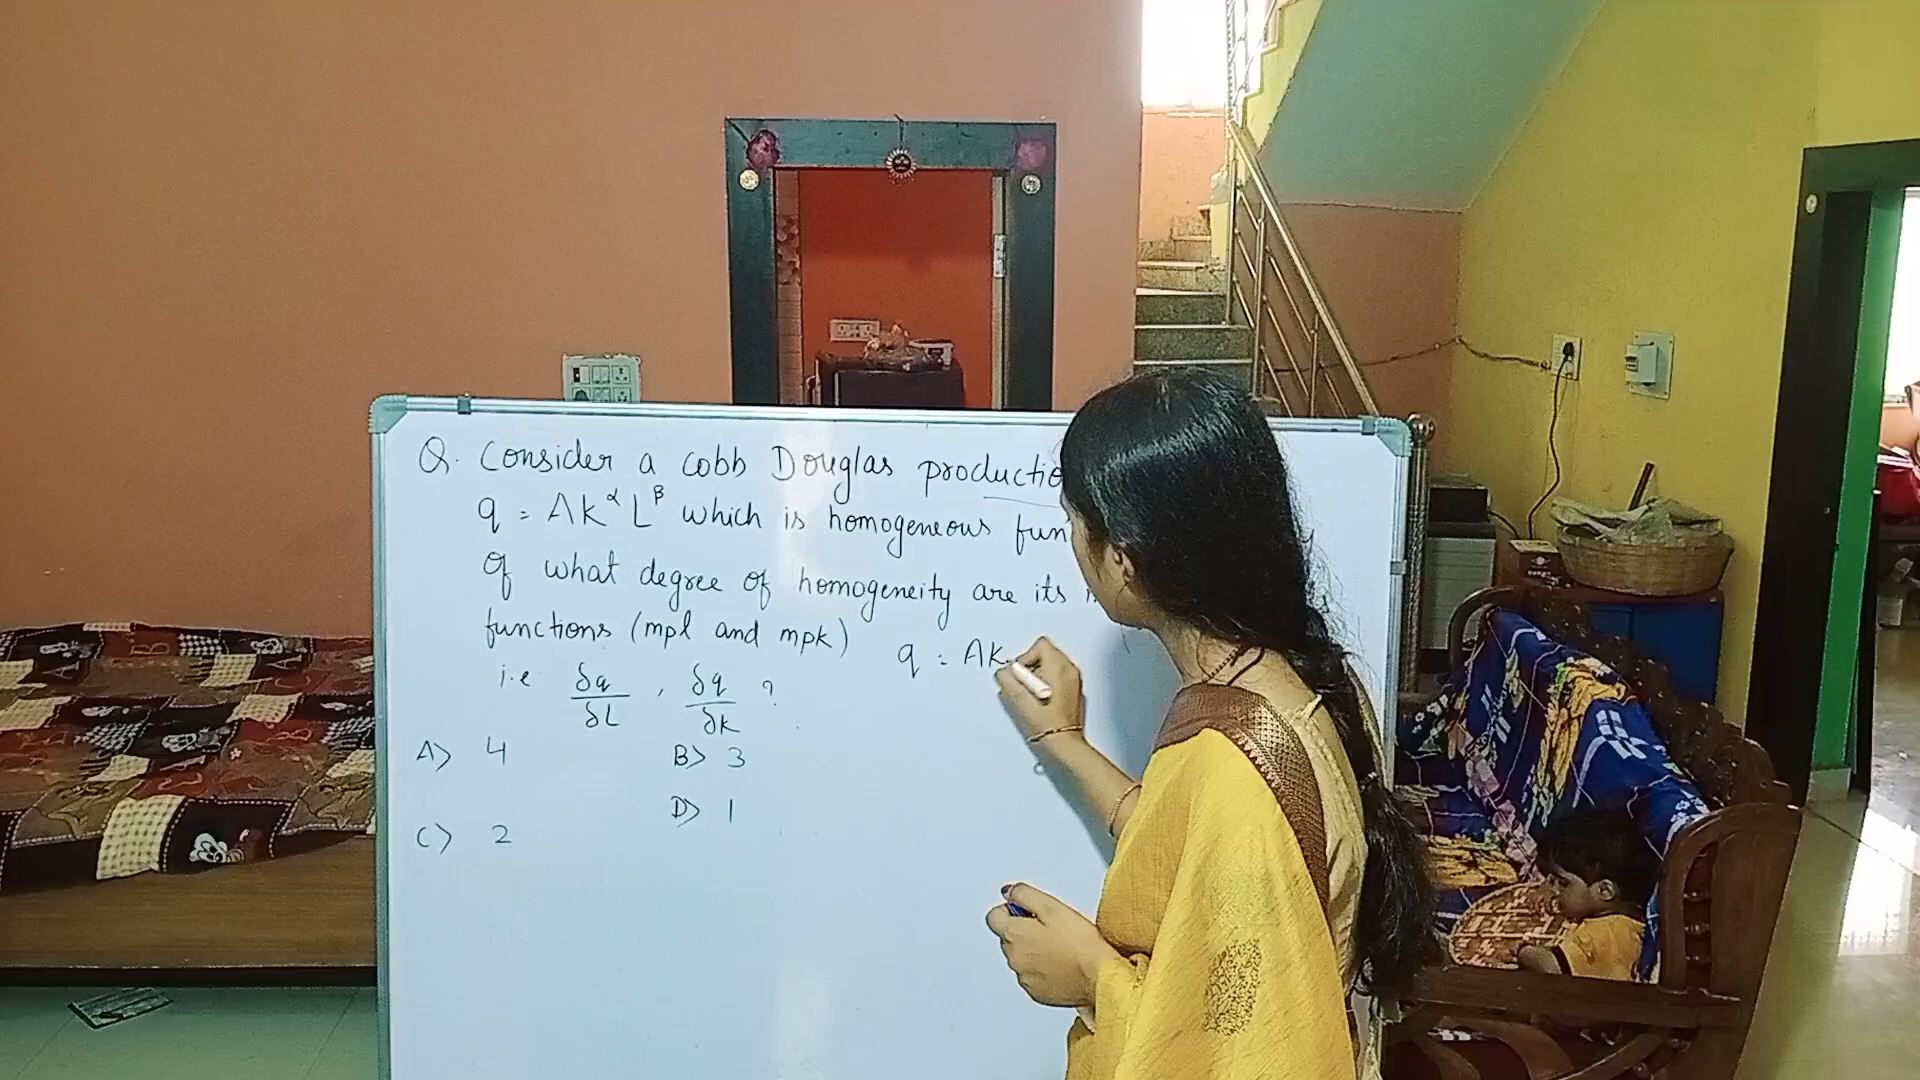 Q. Consider a cobb Douglas productio
q = AK^α L^β which is homogeneous fun
Of what degree of homogeneity are its
functions (mpl and mpk)
q = AK
i.e δq/δL , δq/δK ?
A> 4 B> 3
D> 1
C> 2